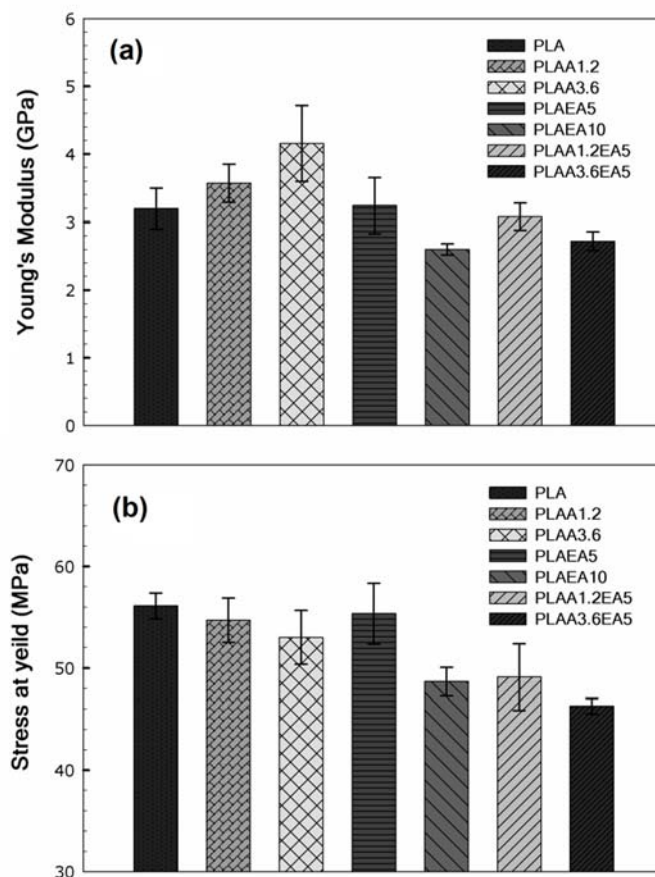 (a)
Young's Modulus (GPa)
6
5
4
3
2
1
0
PLA
PLAA1.2
PLAA3.6
PLAEA5
PLAEA10
PLAA1.2EA5
PLAA3.6EA5
(b)
Stress at yeild (MPa)
70
60
50
40
30
PLA
PLAA1.2
PLAA3.6
PLAEA5
PLAEA10
PLAA1.2EA5
PLAA3.6EA5